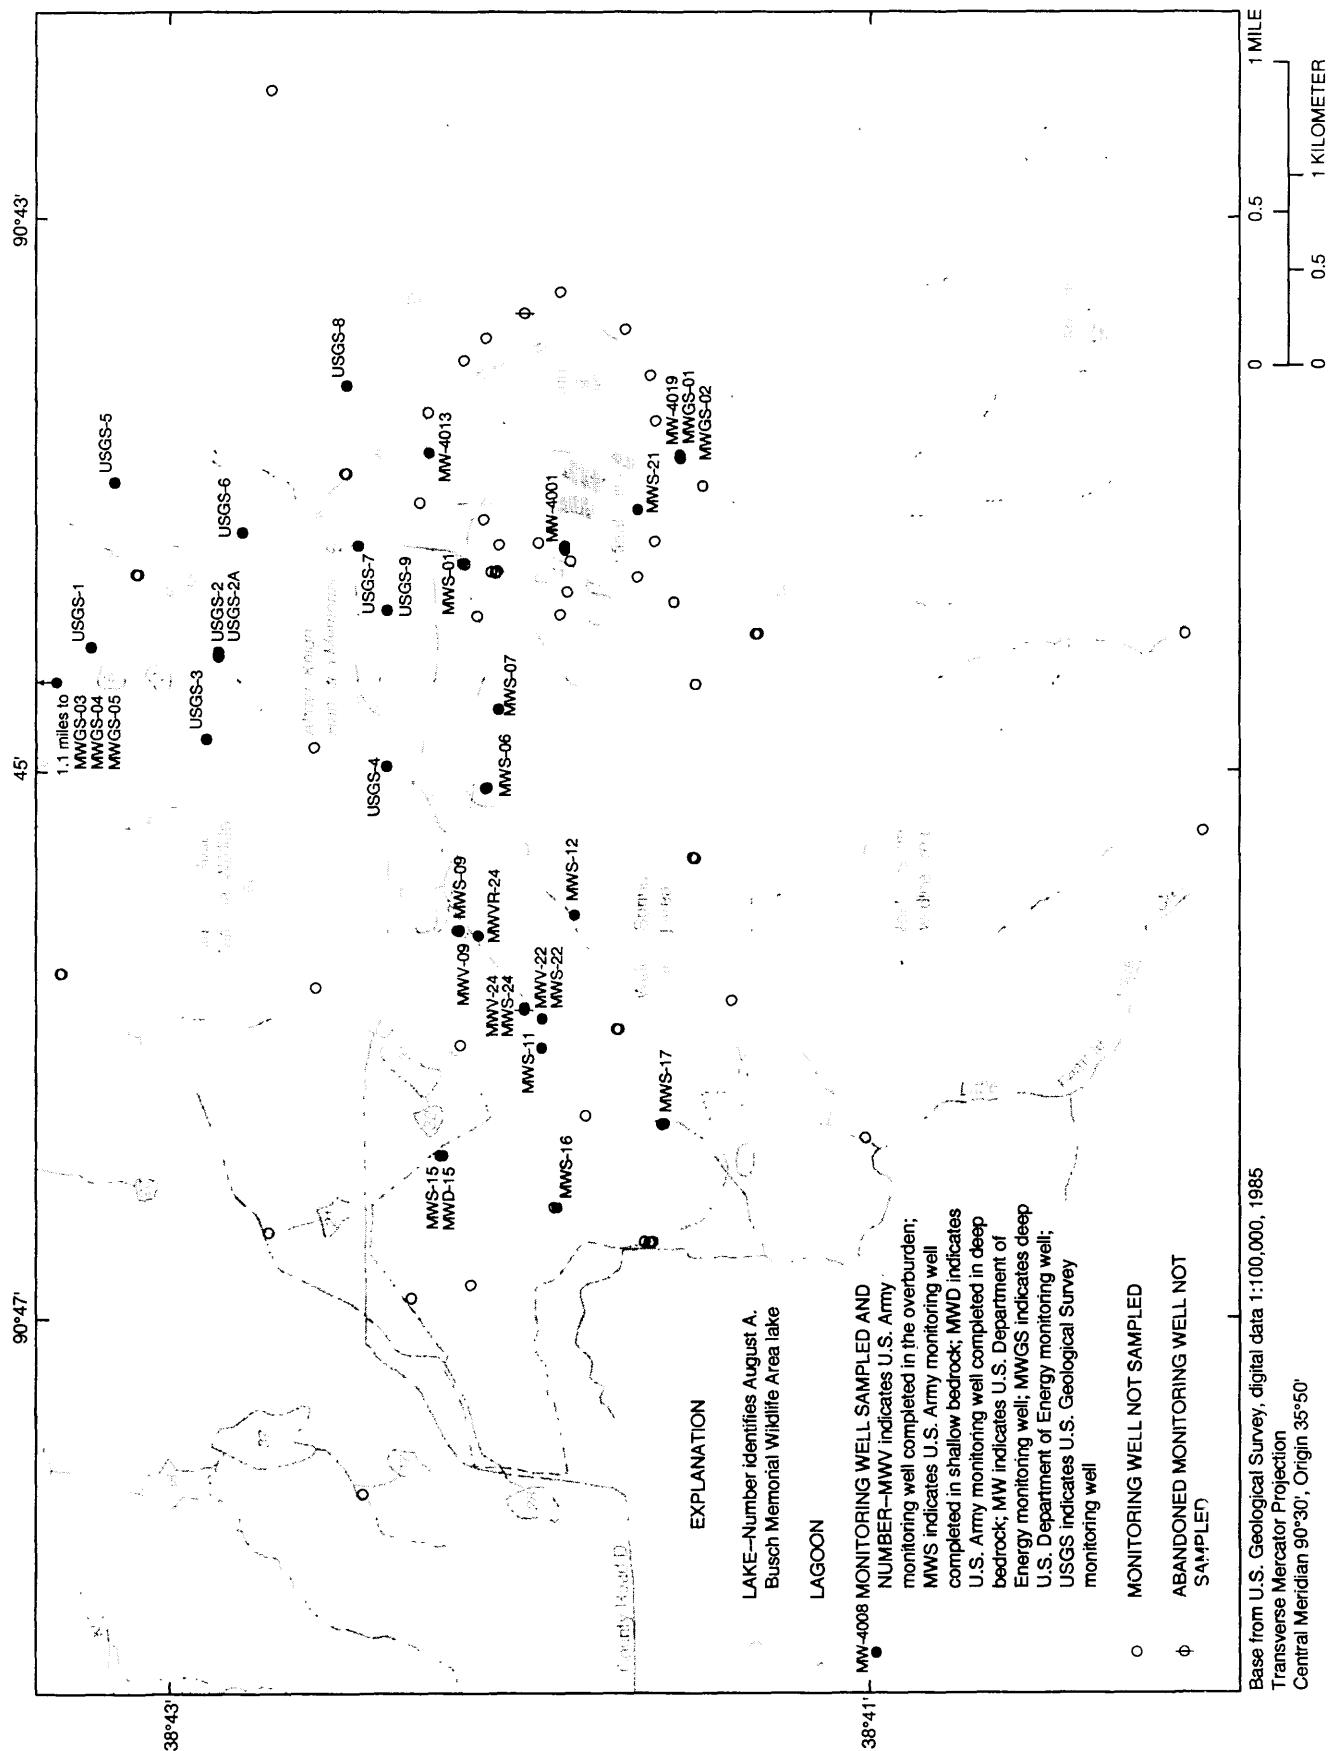 90°47'
45'
90°43'
38°43'
38°41'
1.1 miles to
MWGS-03
MWGS-04
MWGS-05
USGS-1
USGS-5
USGS-3
USGS-2
USGS-2A
USGS-6
USGS-8
USGS-7
USGS-9
USGS-4
MW-4013
MWS-01
MWS-07
MWS-06
MW-4001
MWS-21
MW-4019
MWGS-01
MWGS-02
MWV-09
MWS-09
MWVR-24
MWV-24
MWS-24
MWV-22
MWS-22
MWS-11
MWS-12
MWS-15
MWD-15
MWS-16
MWS-17
County Road D
EXPLANATION
LAKE—Number identifies August A.
Busch Memorial Wildlife Area lake
LAGOON
MW-4008 MONITORING WELL SAMPLED AND
NUMBER—MWV indicates U.S. Army
monitoring well completed in the overburden;
MWS indicates U.S. Army monitoring well
completed in shallow bedrock; MWD indicates
U.S. Army monitoring well completed in deep
bedrock; MW indicates U.S. Department of
Energy monitoring well; MWGS indicates deep
U.S. Department of Energy monitoring well;
USGS indicates U.S. Geological Survey
monitoring well
MONITORING WELL NOT SAMPLED
ABANDONED MONITORING WELL NOT
SAMPLED
Base from U.S. Geological Survey, digital data 1:100,000, 1985
Transverse Mercator Projection
Central Meridian 90°30', Origin 35°50'
0 0.5 1 MILE
0 0.5 1 KILOMETER